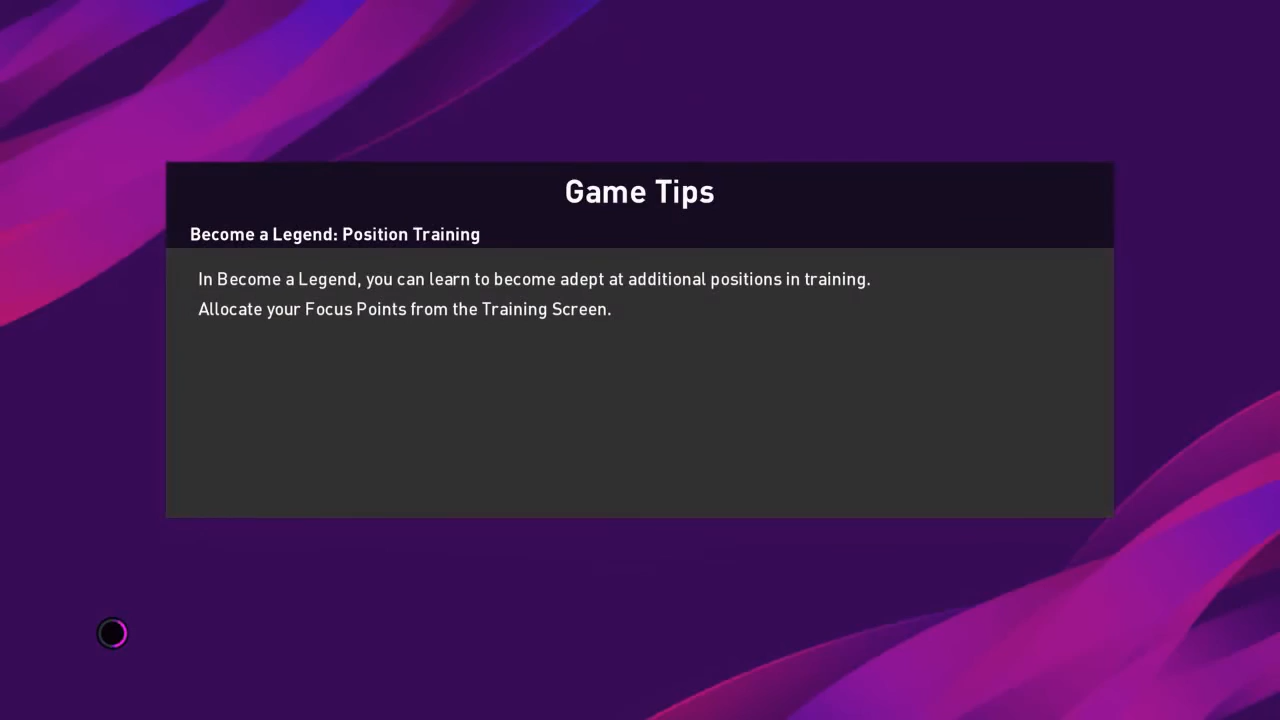 Game Tips
Become a Legend: Position Training
In Become a Legend, you can learn to become adept at additional positions in training.
Allocate your Focus Points from the Training Screen.